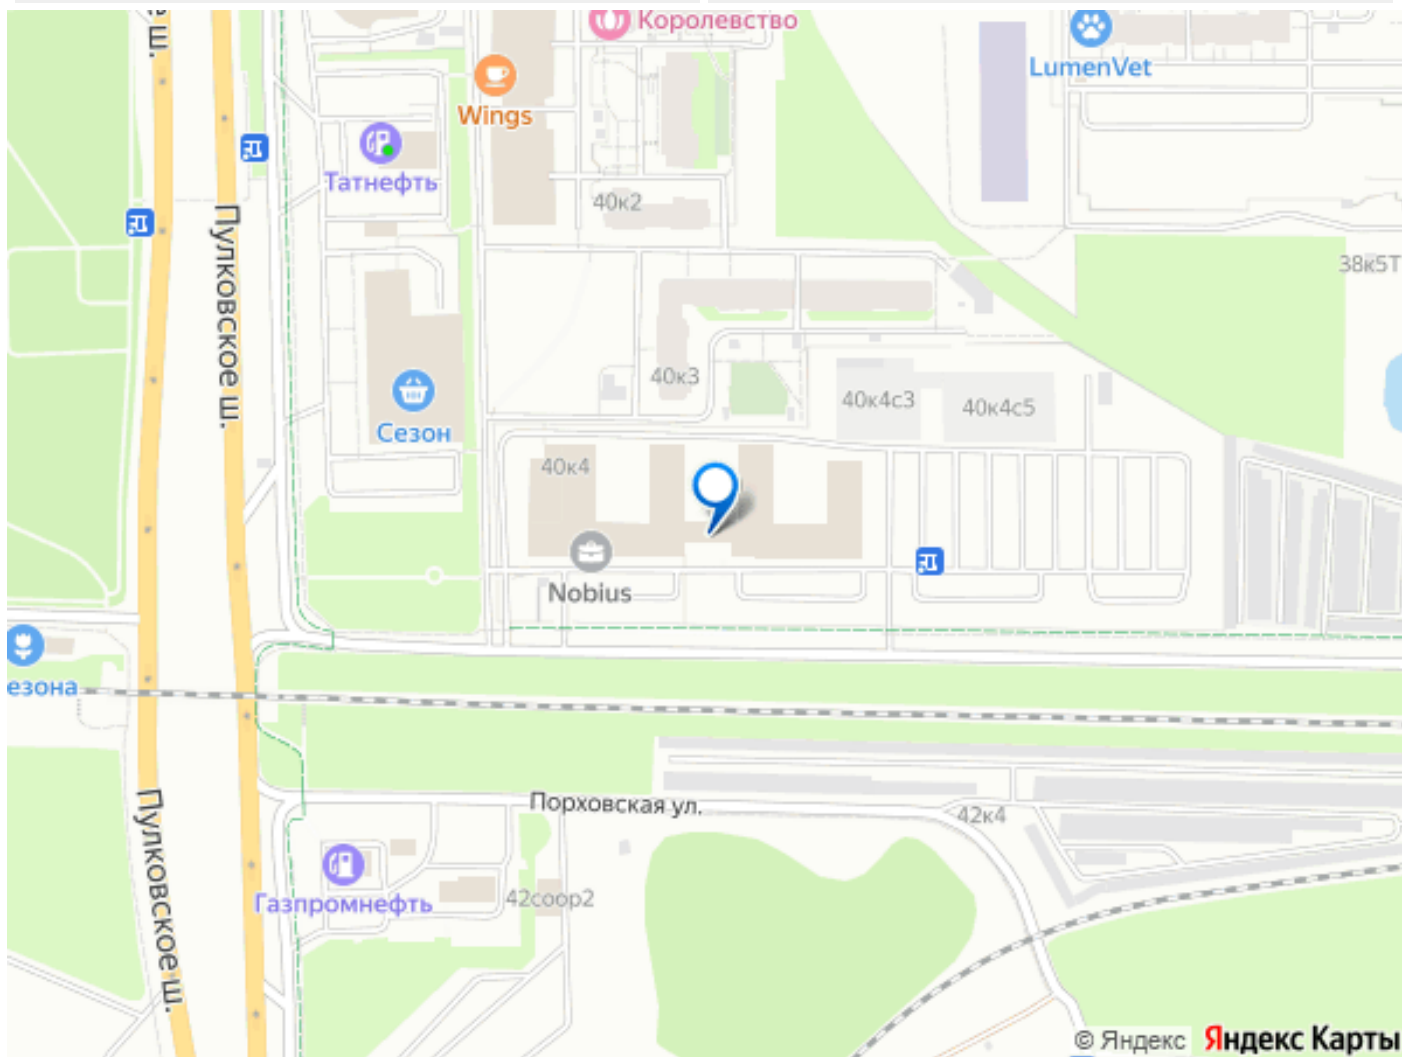 Королевство
ш.
LumenVet
Wings
Татнефть
40к2
Пулковское ш.
38к5Т
40к3
40к4с3
40к4с5
Сезон
40к4
Nobius
езона
Порховская ул.
42к4
Пулковское ш.
Газпромнефть
42соор2
© Яндекс Яндекс Карты